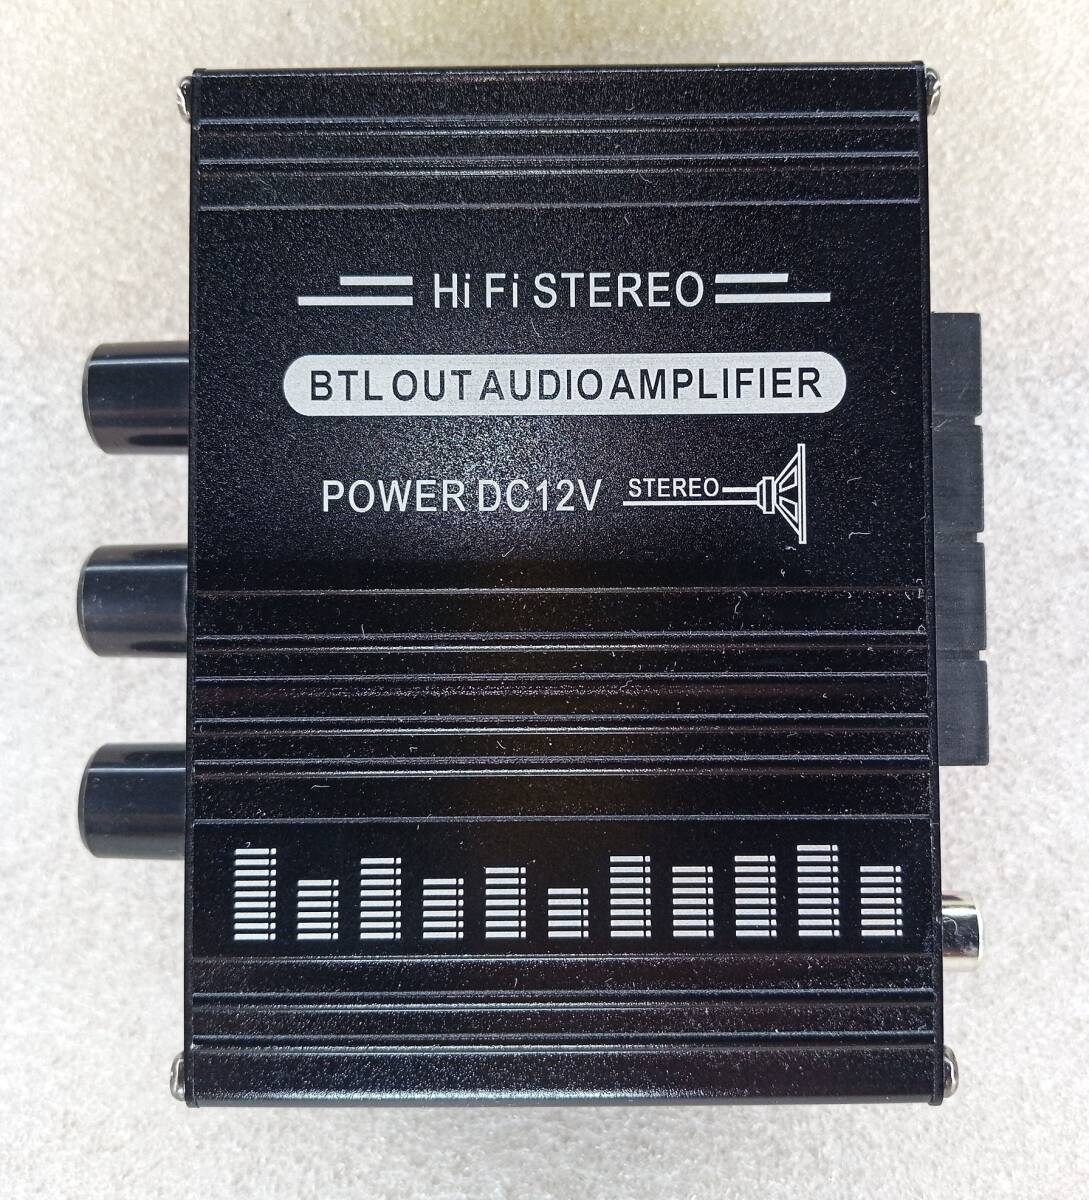 Hi Fi STEREO
BTL OUT AUDIO AMPLIFIER
POWER DC12V STEREO